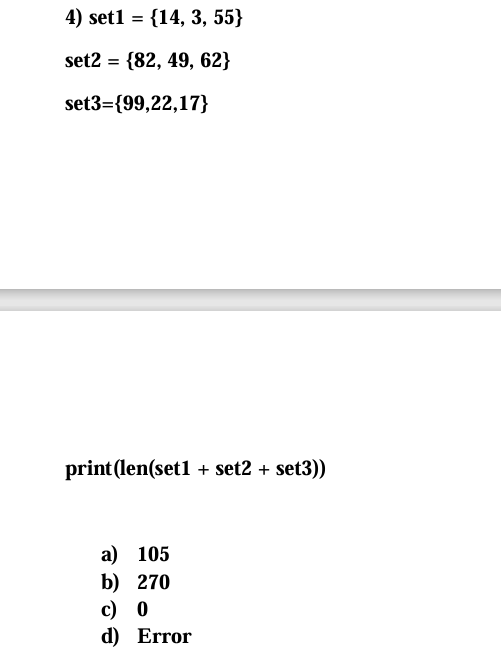 4) set1 = {14, 3, 55}
set2 = {82, 49, 62}
set3={99,22,17}
print(len(set1 + set2 + set3))
a) 105
b) 270
c) 0
d) Error